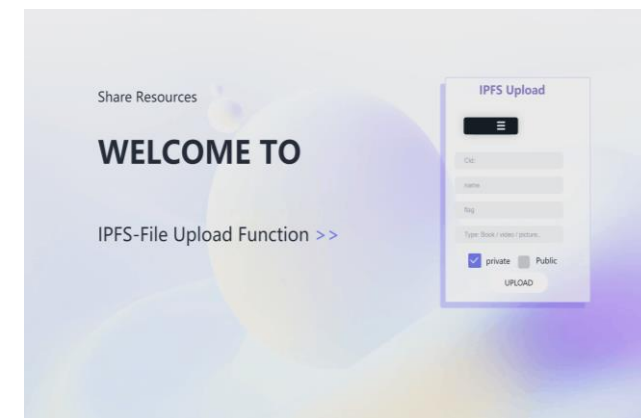 Share Resources
WELCOME TO
IPFS-File Upload Function >>
IPFS Upload
Cid.
name.
flag
Type: Book / video / picture..
private
Public
UPLOAD